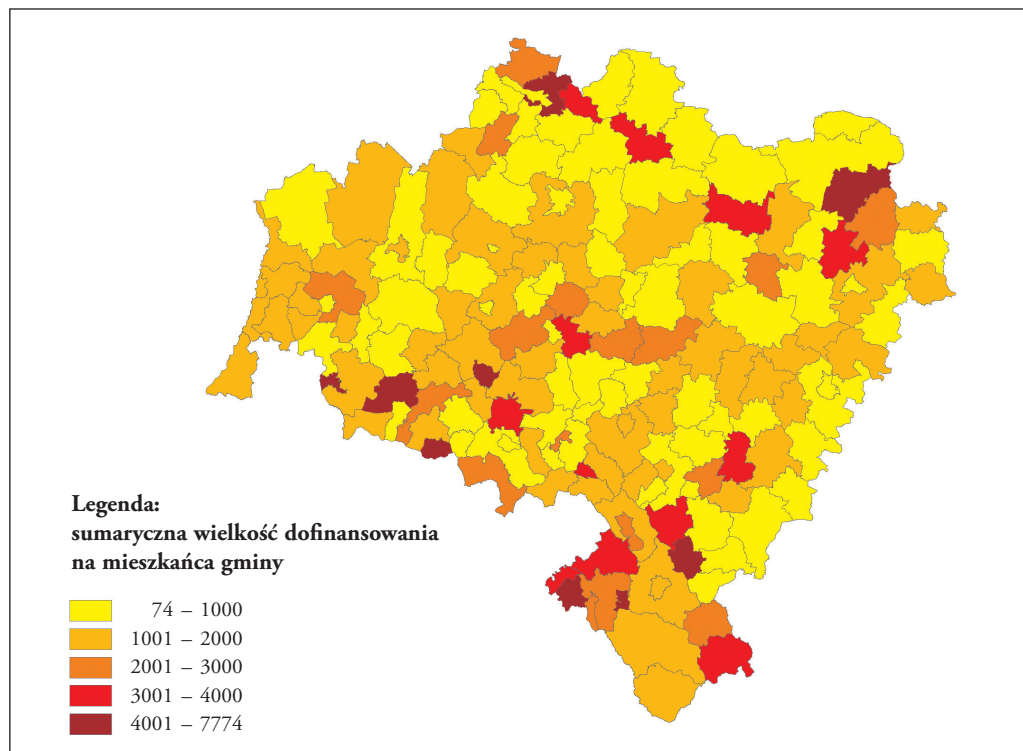 Legenda:
sumaryczna wielkość dofinansowania
na mieszkańca gminy
74 – 1000
1001 – 2000
2001 – 3000
3001 – 4000
4001 – 7774